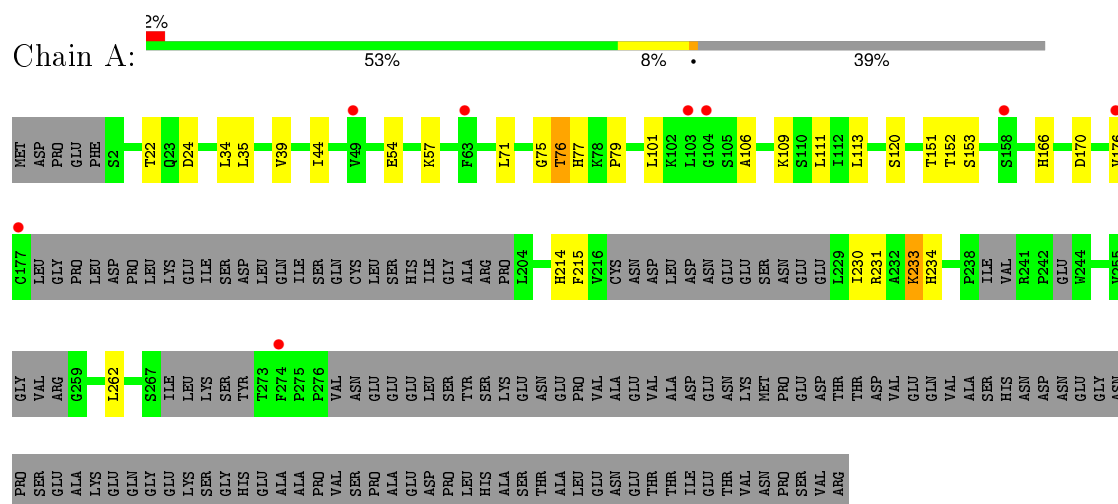 2%
Chain A:
53% 8% • 39%
MET ASP PRO GLU PHE S2 T22 Q23 D24 L34 L35 V39 I44 V49 E54 K57 F63 L71 G75 T76 H77 K78 P79 L101 K102 L103 G104 S105 A106 K109 S110 L111 I112 L113 S120 T151 T152 S153 S158 H166 D170 V176
C177 LEU GLY PRO LEU ASP PRO LEU LYS GLU ILE SER ASP LEU GLN ILE SER GLN CYS LEU SER HIS ILE GLY ALA ARG PRO L204 H214 F215 V216 CYS ASN ASP LEU ASP ASN GLU GLU SER ASN GLU GLU L229 I230 R231 A232 K233 H234 P238 ILE VAL R241 P242 GLU W244 V255
GLY VAL ARG G259 L262 S267 ILE LEU LYS SER TYR T273 F274 P275 P276 VAL ASN GLU GLU GLU LEU SER TYR SER LYS GLU ASN GLU PRO VAL ALA GLU VAL ALA ASP GLU ASN LYS MET PRO GLU ASP THR THR ASP VAL GLU GLN VAL ALA SER HIS ASN ASP ASN GLU GLY ASN
PRO SER GLU ALA LYS GLU GLN GLY GLU LYS SER GLY HIS THR GLU ALA ALA PRO VAL SER PRO ALA GLU ASP PRO LEU HIS ALA SER THR ALA LEU GLU ASN GLU THR THR ILE GLU THR VAL ASN PRO SER VAL ARG